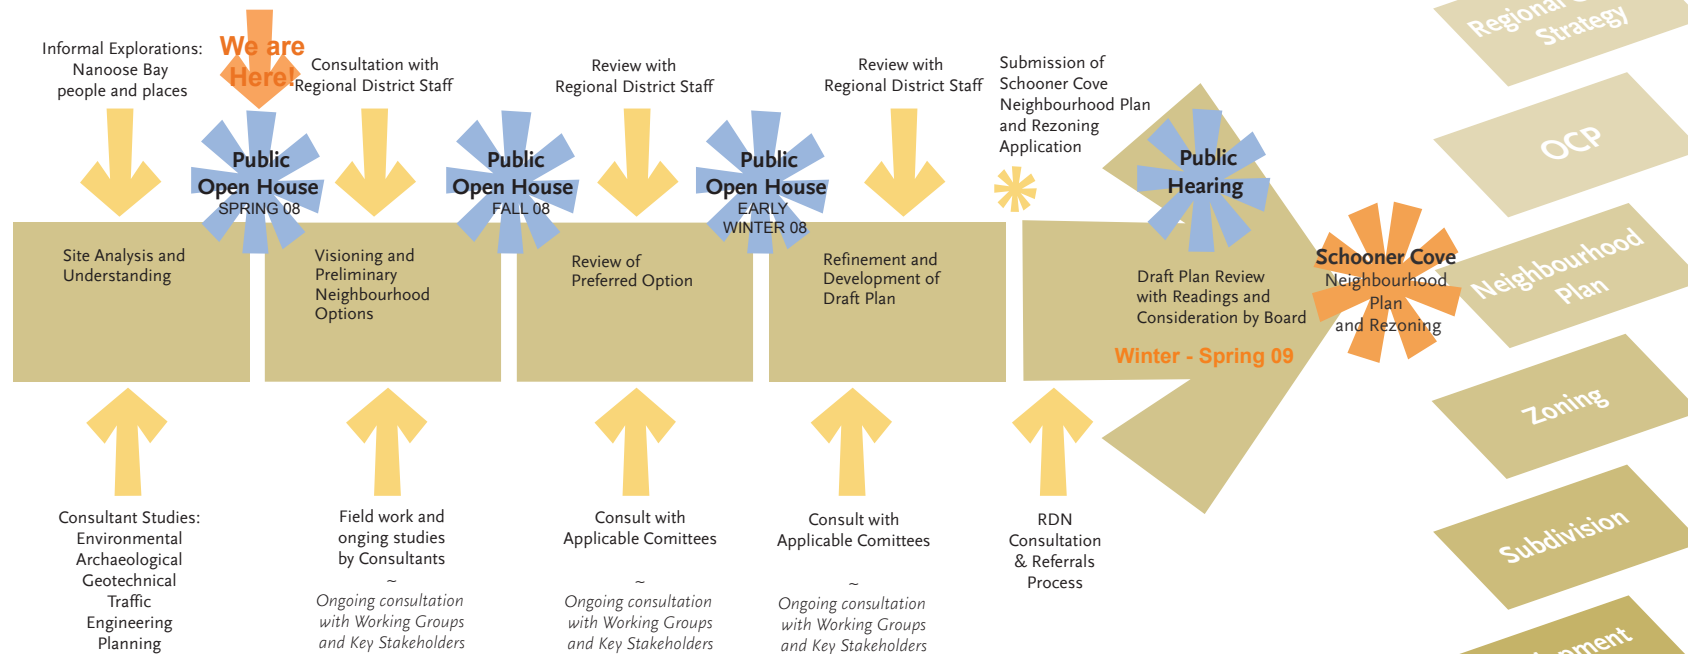 Informal Explorations:
Nanoose Bay
people and places
We are
Here!
Consultation with
Regional District Staff
Review with
Regional District Staff
Review with
Regional District Staff
Submission of
Schooner Cove
Neighbourhood Plan
and Rezoning
Application
Public
Open House
SPRING 08
Public
Open House
FALL 08
Public
Open House
EARLY
WINTER 08
Public
Hearing
Site Analysis and
Understanding
Visioning and
Preliminary
Neighbourhood
Options
Review of
Preferred Option
Refinement and
Development of
Draft Plan
Draft Plan Review
with Readings and
Consideration by Board
Winter - Spring 09
Schooner Cove
Neighbourhood
Plan
and Rezoning
Consultant Studies:
Environmental
Archaeological
Geotechnical
Traffic
Engineering
Planning
Field work and
onging studies
by Consultants
~
Ongoing consultation
with Working Groups
and Key Stakeholders
Consult with
Applicable Comittees
~
Ongoing consultation
with Working Groups
and Key Stakeholders
Consult with
Applicable Comittees
~
Ongoing consultation
with Working Groups
and Key Stakeholders
RDN
Consultation
& Referrals
Process
Regional
Strategy
OCP
Neighbourhood
Plan
Zoning
Subdivision